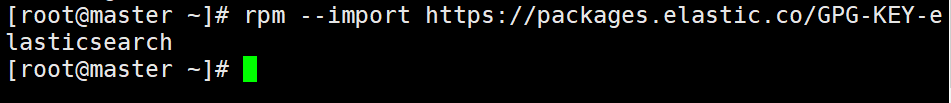 [root@master ~]# rpm --import https://packages.elastic.co/GPG-KEY-e
lasticsearch
[root@master ~]#